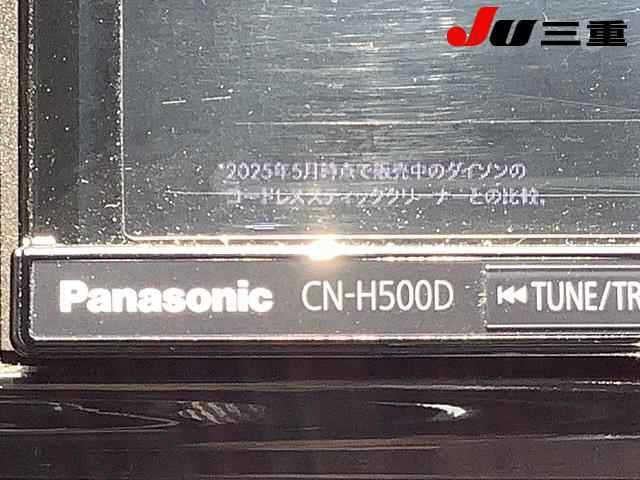 JU三重
*2025年5月時点で販売中のダイソンの
コードレススティッククリーナーとの比較。
Panasonic CN-H500D ⏮TUNE/TR